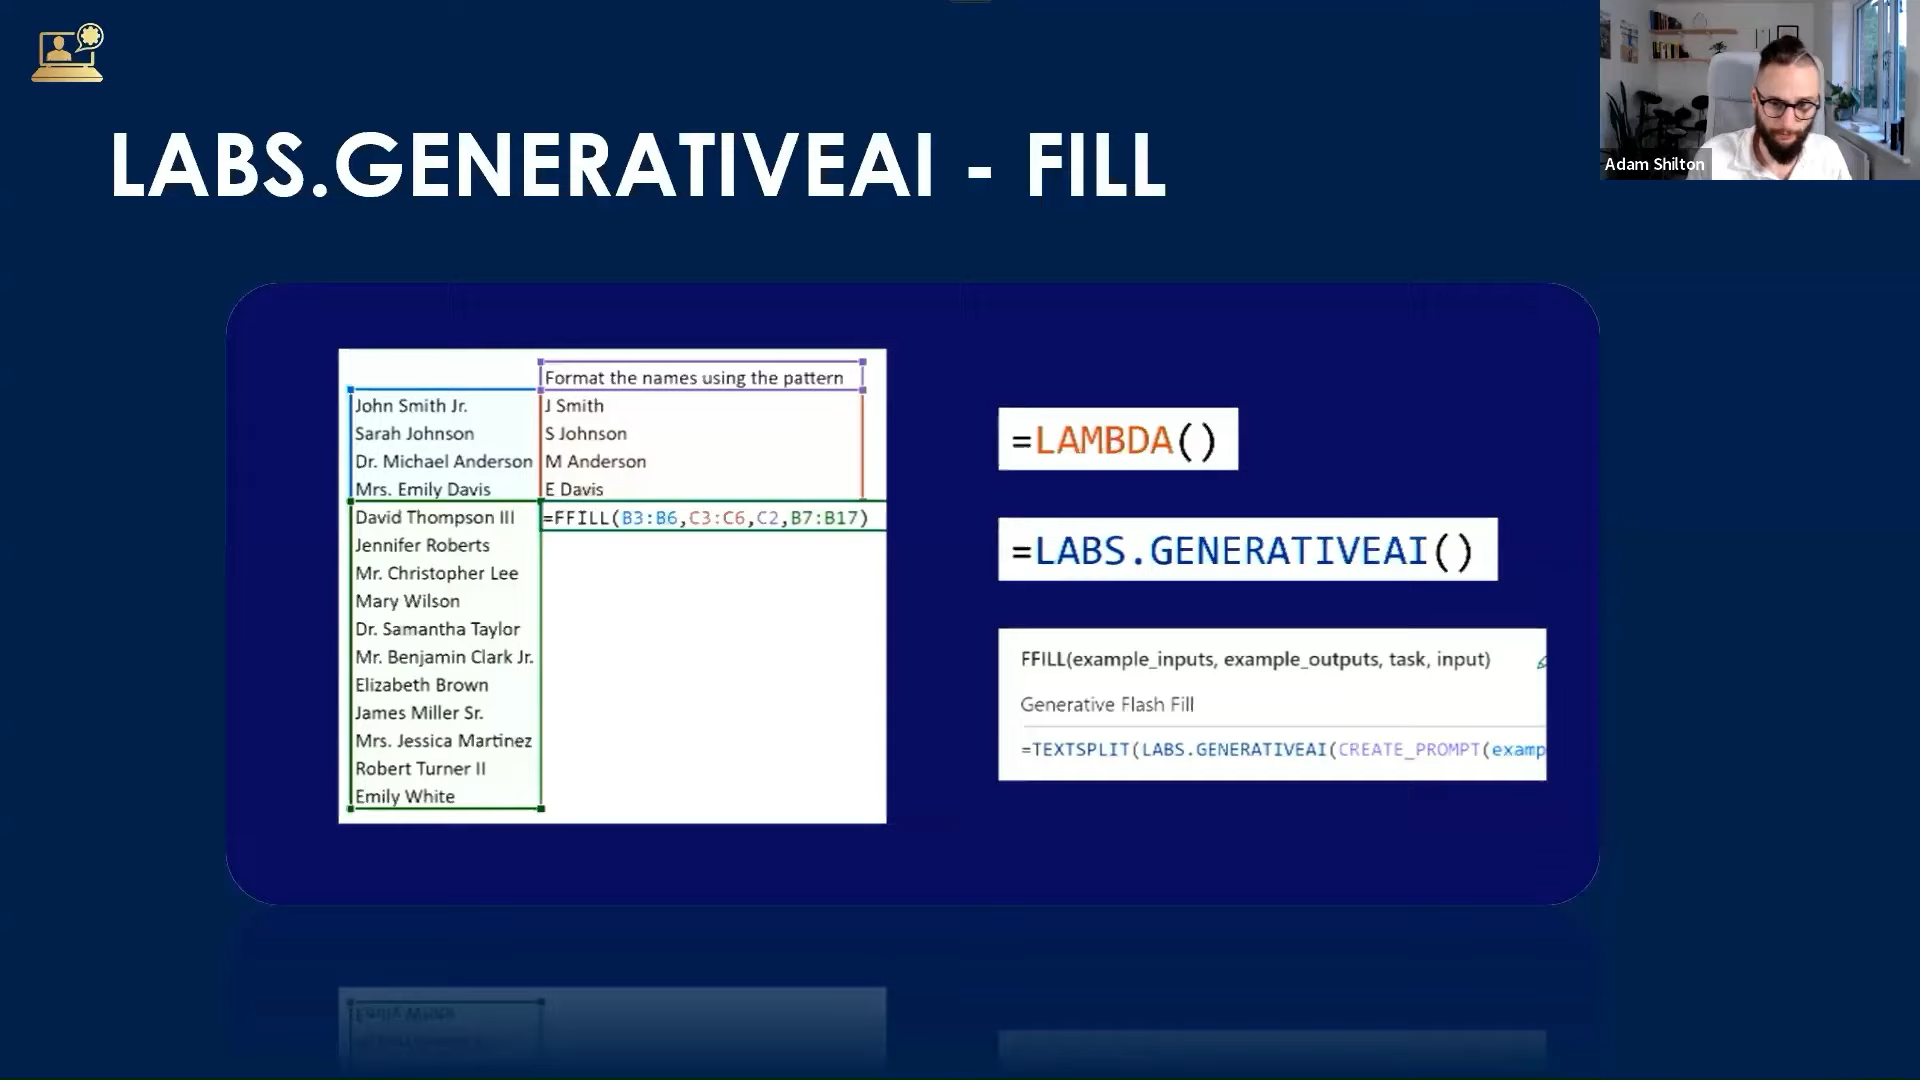 Adam Shilton
LABS.GENERATIVEAI - FILL
Format the names using the pattern
John Smith Jr. J Smith
Sarah Johnson S Johnson
Dr. Michael Anderson M Anderson
Mrs. Emily Davis E Davis
David Thompson III =FFILL(B3:B6,C3:C6,C2,B7:B17)
Jennifer Roberts
Mr. Christopher Lee
Mary Wilson
Dr. Samantha Taylor
Mr. Benjamin Clark Jr.
Elizabeth Brown
James Miller Sr.
Mrs. Jessica Martinez
Robert Turner II
Emily White
=LAMBDA()
=LABS.GENERATIVEAI()
FFILL(example_inputs, example_outputs, task, input)
Generative Flash Fill
=TEXTSPLIT(LABS.GENERATIVEAI(CREATE_PROMPT(examp